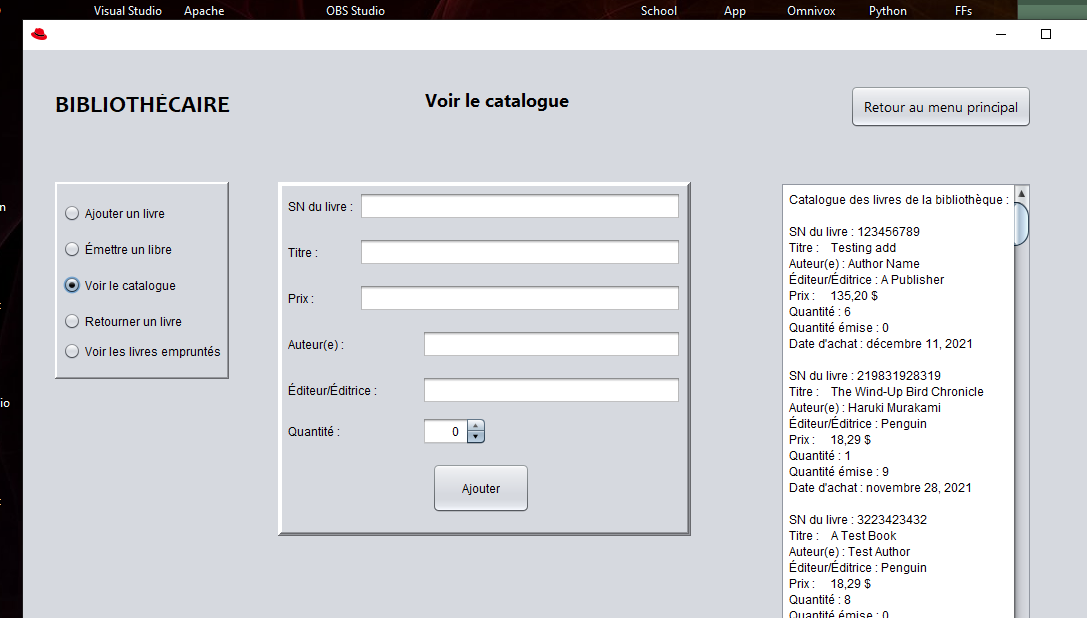 Visual Studio Apache OBS Studio School App Omnivox Python FFs
BIBLIOTHÉCAIRE
Voir le catalogue
Retour au menu principal
Ajouter un livre
Émettre un libre
Voir le catalogue
Retourner un livre
Voir les livres empruntés
SN du livre :
Titre :
Prix :
Auteur(e) :
Éditeur/Éditrice :
Quantité : 0
Ajouter
Catalogue des livres de la bibliothèque :
SN du livre : 123456789
Titre : Testing add
Auteur(e) : Author Name
Éditeur/Éditrice : A Publisher
Prix : 135,20 $
Quantité : 6
Quantité émise : 0
Date d'achat : décembre 11, 2021
SN du livre : 219831928319
Titre : The Wind-Up Bird Chronicle
Auteur(e) : Haruki Murakami
Éditeur/Éditrice : Penguin
Prix : 18,29 $
Quantité : 1
Quantité émise : 9
Date d'achat : novembre 28, 2021
SN du livre : 3223423432
Titre : A Test Book
Auteur(e) : Test Author
Éditeur/Éditrice : Penguin
Prix : 18,29 $
Quantité : 8
Quantité émise : 0